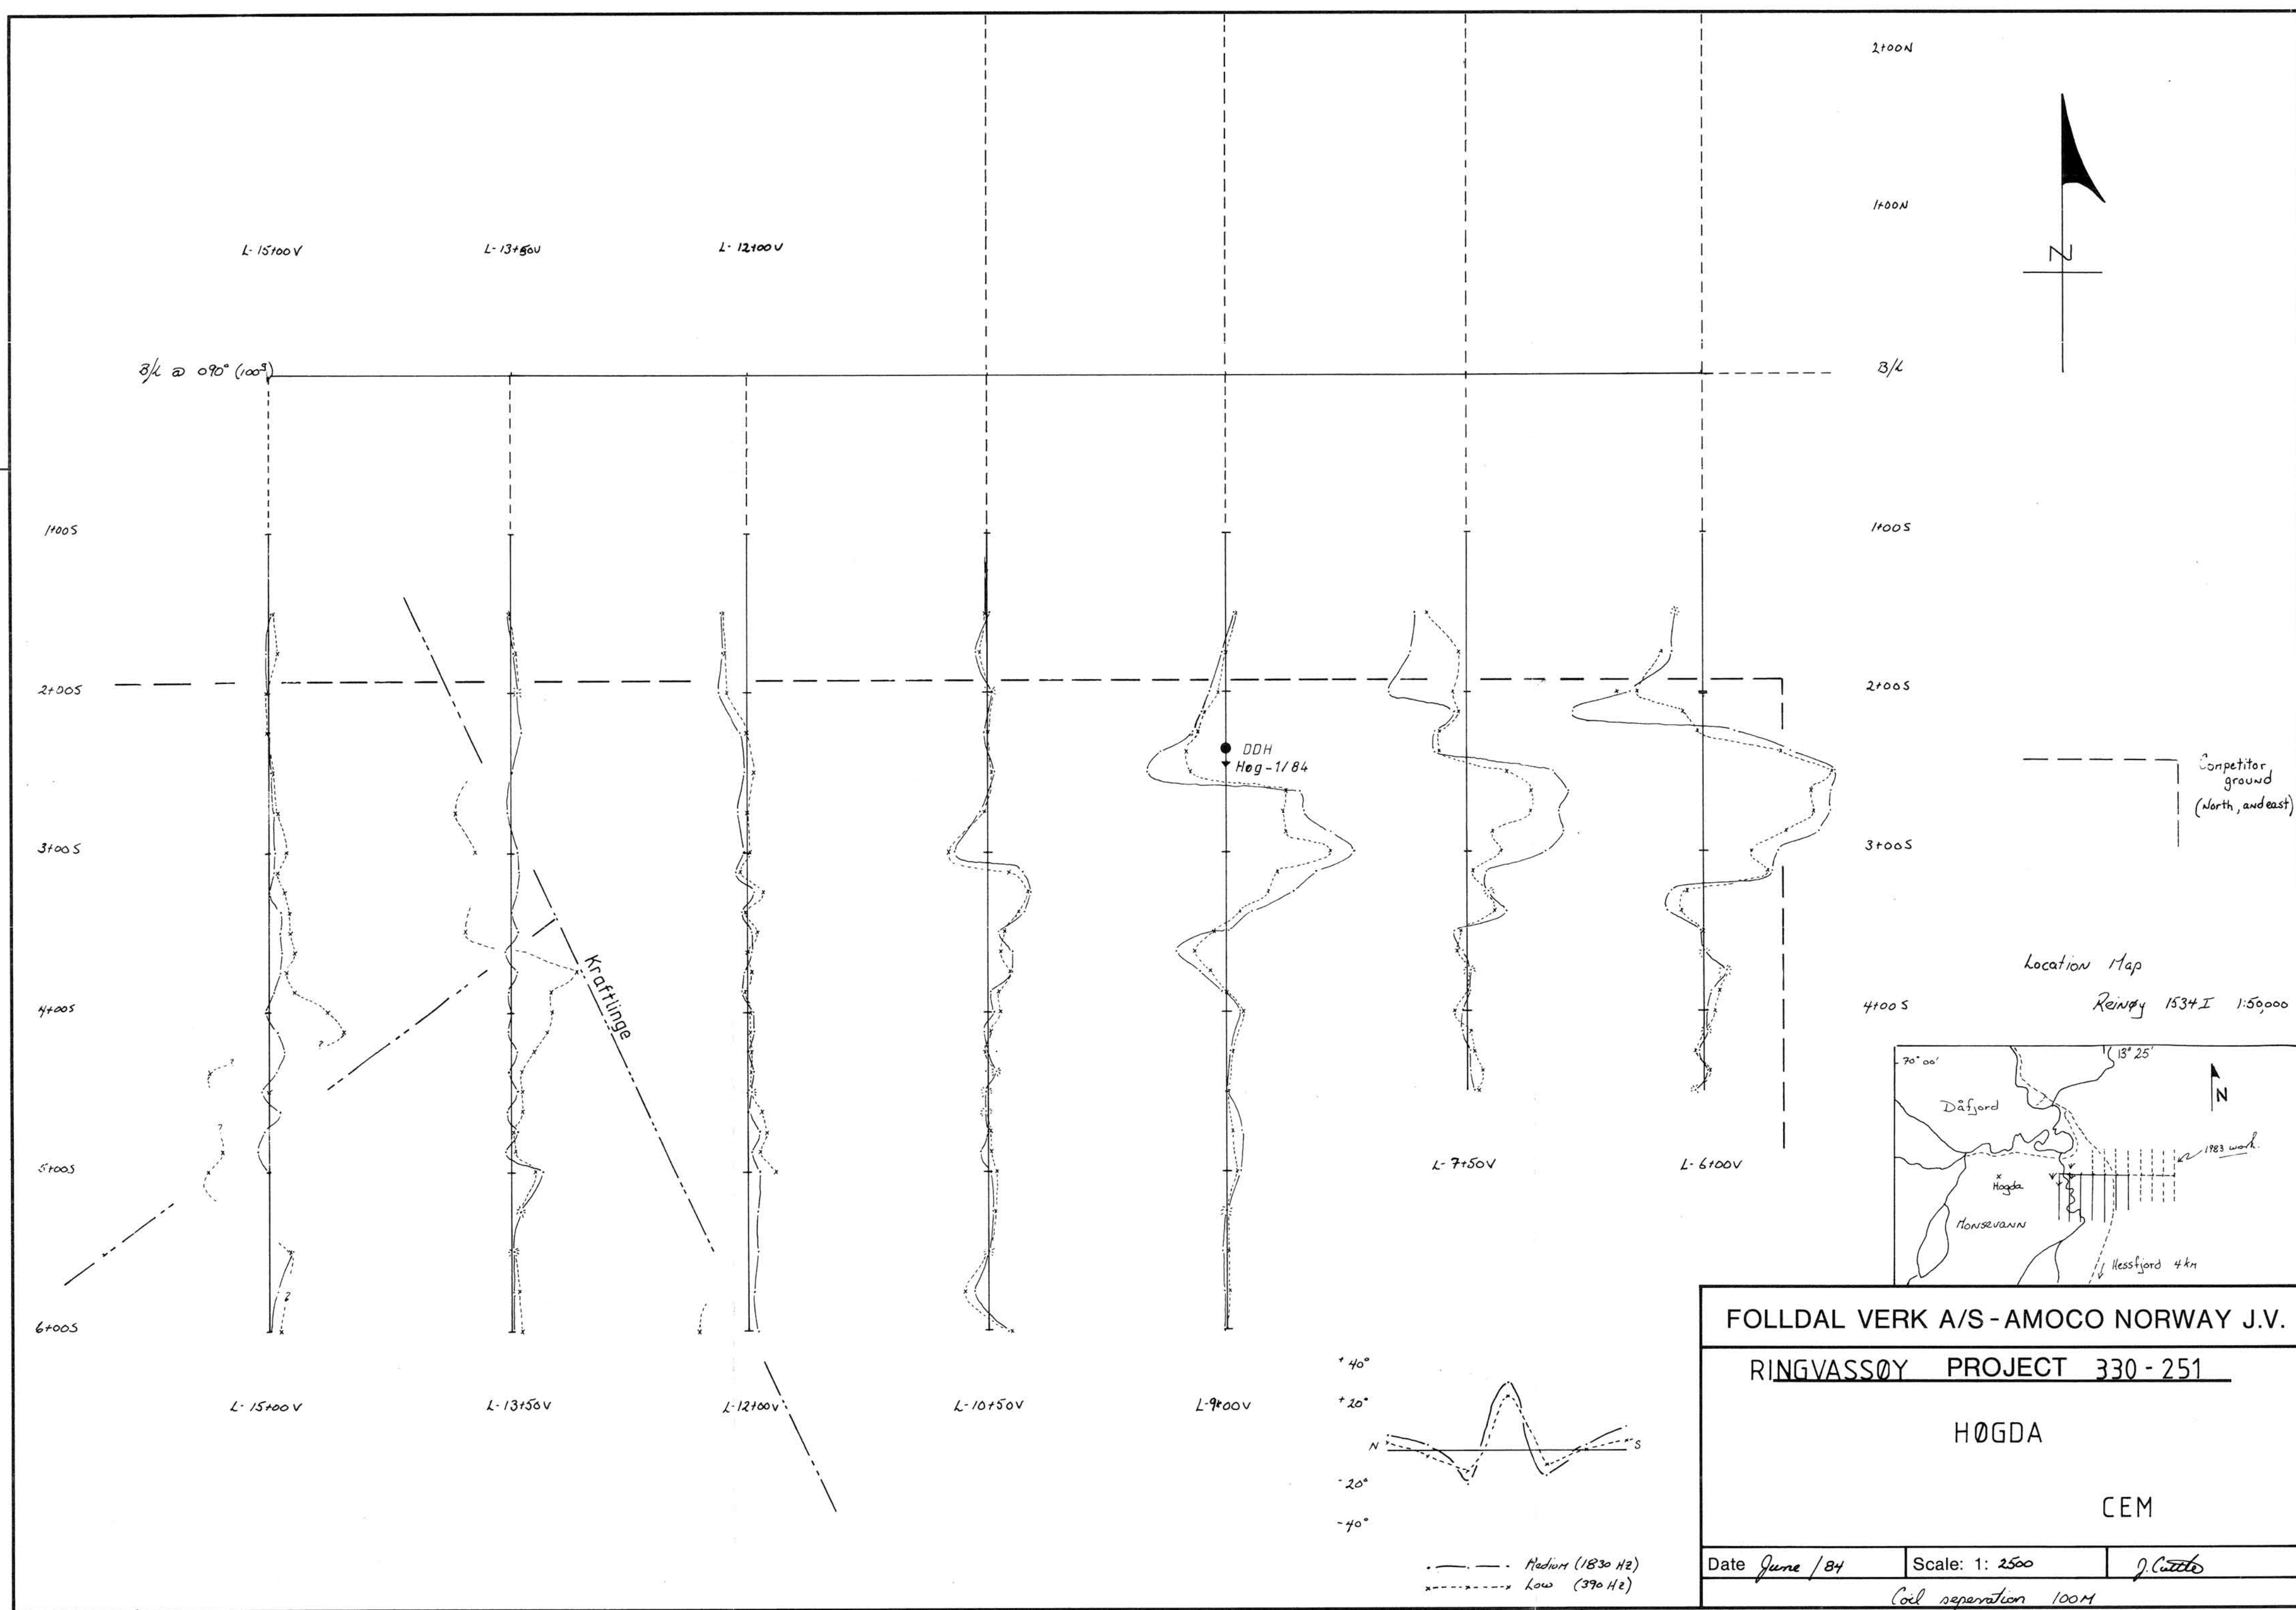 2+00N
1+00N
N
L-15+00V
L-13+50V
L-12+00V
B/L @ 090° (100g)
B/L
1+00S
1+00S
2+00S
2+00S
DDH
Høg-1/84
Competitor
ground
(North, and east)
3+00S
3+00S
Kraftlinge
Location Map
Reinøy 1534 I 1:50,000
4+00S
4+00S
?
?
?
70° 00'
13° 25'
N
Dåfjord
1983 work.
Høgda
Monsevann
Hessfjord 4 km
5+00S
L-7+50V
L-6+00V
?
6+00S
L-15+00V
L-13+50V
L-12+00V
L-10+50V
L-9+00V
+40°
+20°
N
S
-20°
-40°
Medium (1830 HZ)
Low (390 HZ)
FOLLDAL VERK A/S - AMOCO NORWAY J.V.
RINGVASSØY PROJECT 330-251
HØGDA
CEM
Date June /84
Scale: 1: 2500
J. Cuttle
Coil seperation 100M